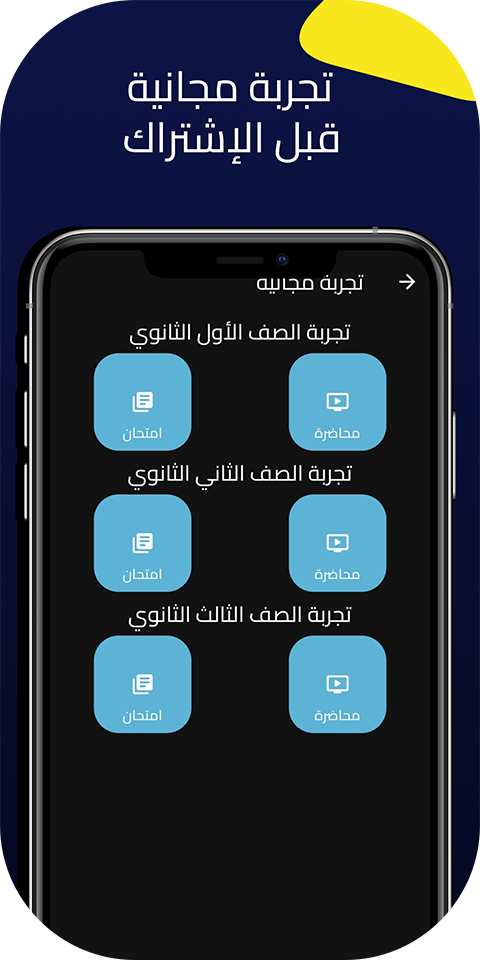 تجربة مجانية
قبل الإشتراك
تجربة مجانيه
تجربة الصف الأول الثانوي
محاضرة
امتحان
تجربة الصف الثاني الثانوي
محاضرة
امتحان
تجربة الصف الثالث الثانوي
محاضرة
امتحان